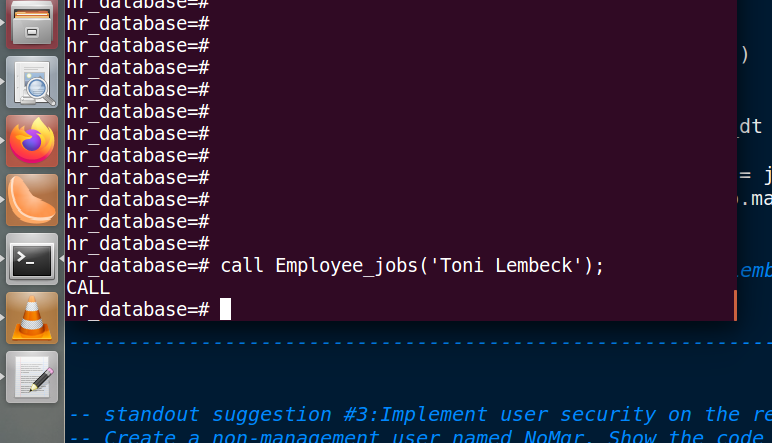 hr_database=#
hr_database=#
hr_database=#
hr_database=#
hr_database=#
hr_database=#
)
hr_database=#
_dt
hr_database=#
hr_database=#
= j
hr_database=#
.ma
hr_database=#
hr_database=#
hr_database=#
hr_database=# call Employee_jobs('Toni Lembeck');
emb
CALL
hr_database=#
-----------------------------------------------------------
-- standout suggestion #3:Implement user security on the re
-- Create a non-management user named NoMgr. Show the code